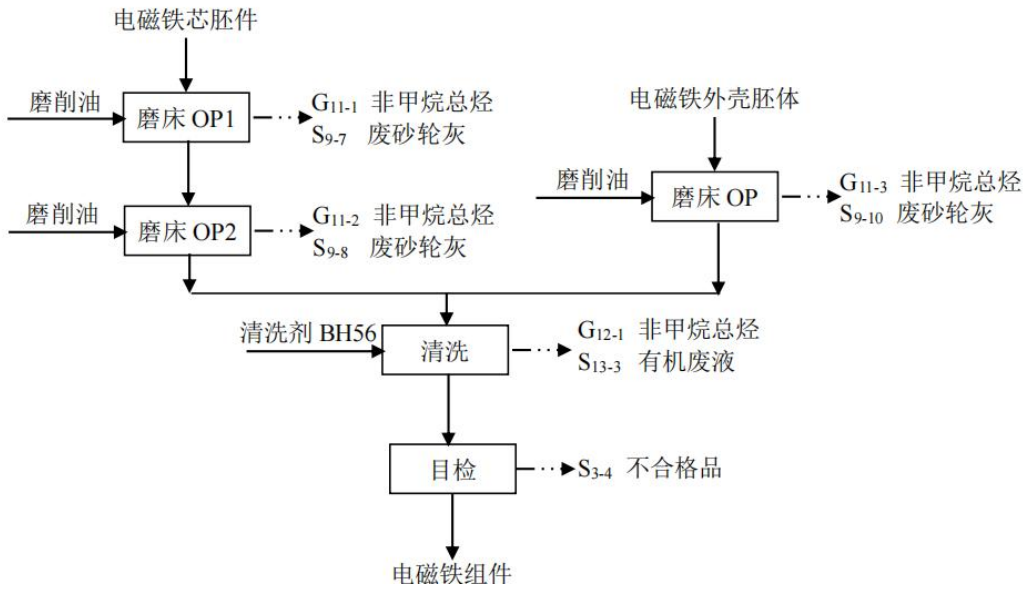 电磁铁芯胚件
磨削油
磨床 OP1
G11-1 非甲烷总烃
S9-7 废砂轮灰
磨削油
磨床 OP2
G11-2 非甲烷总烃
S9-8 废砂轮灰
电磁铁外壳胚体
磨削油
磨床 OP
G11-3 非甲烷总烃
S9-10 废砂轮灰
清洗剂 BH56
清洗
G12-1 非甲烷总烃
S13-3 有机废液
目检
S3-4 不合格品
电磁铁组件